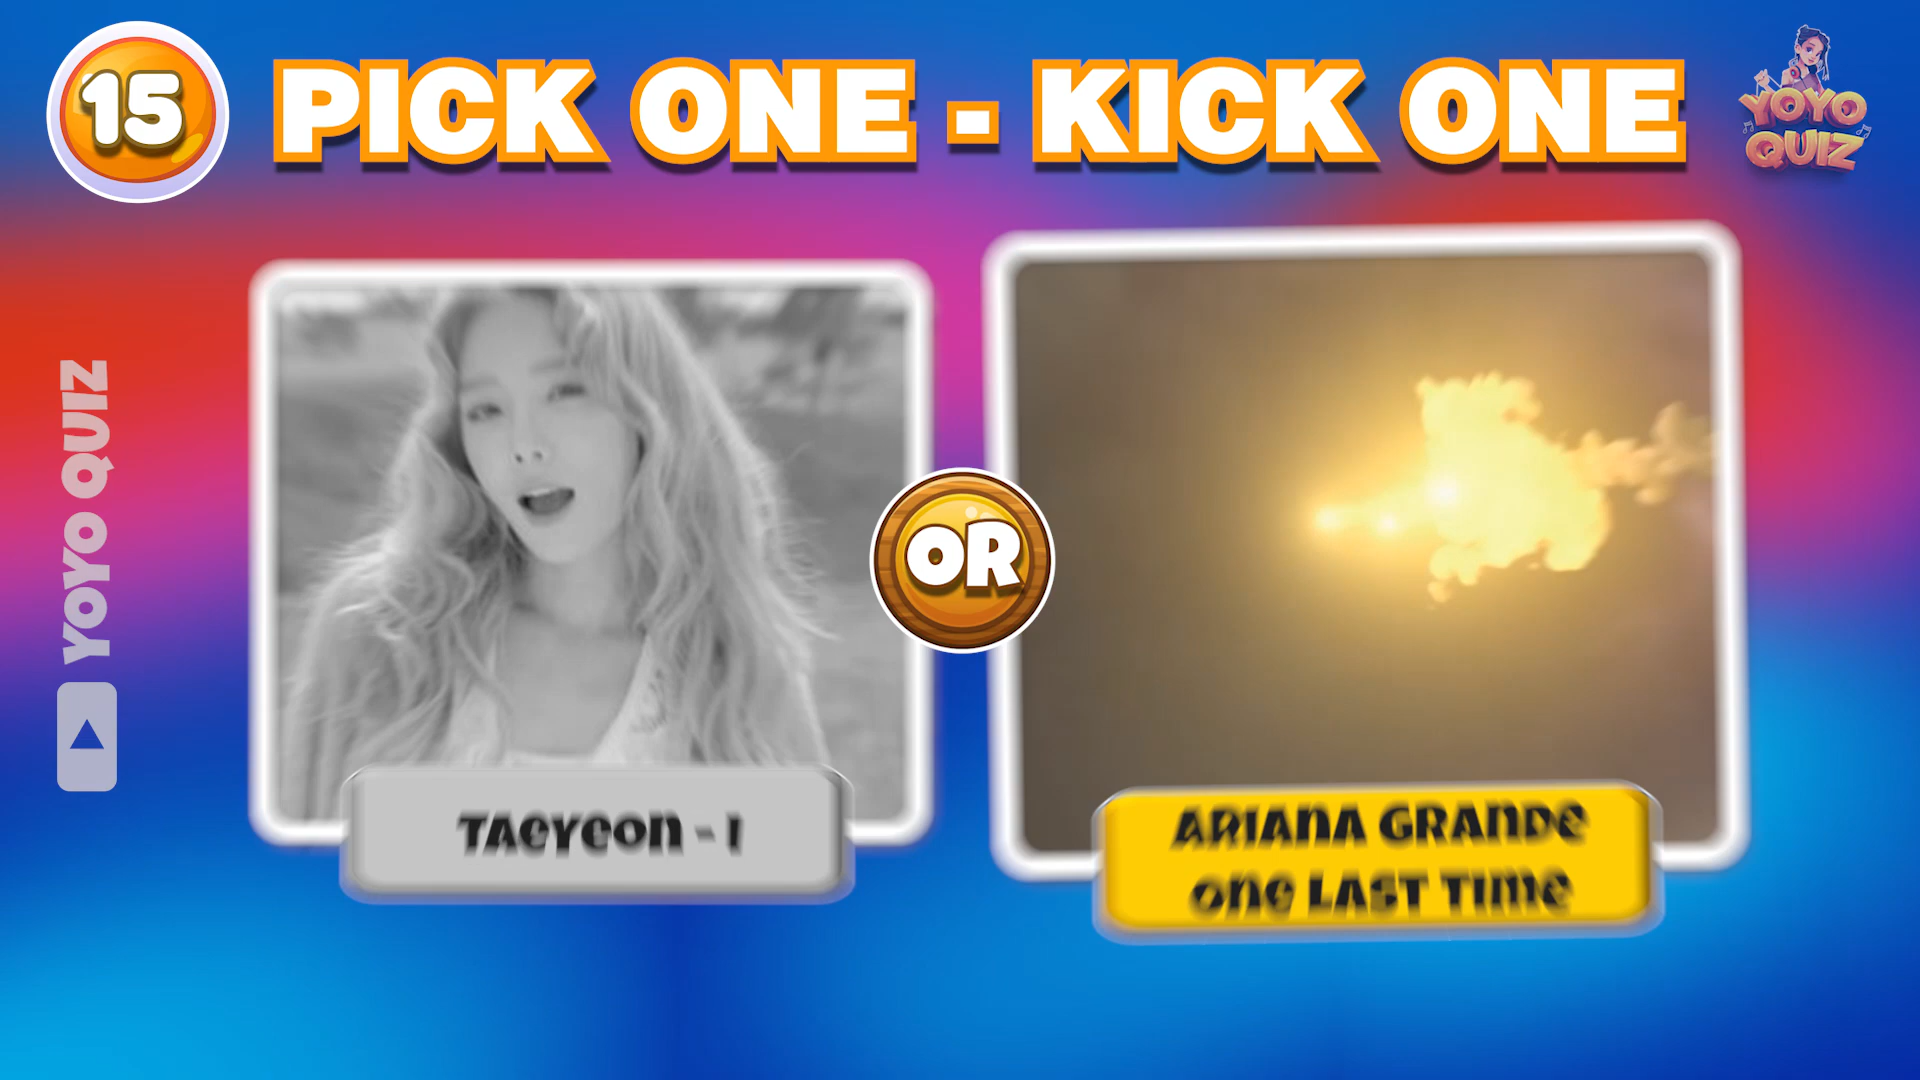 15
PICK ONE - KICK ONE
YOYO
QUIZ
YOYO QUIZ
OR
TAEYEON - I
ARIANA GRANDE
ONE LAST TIME